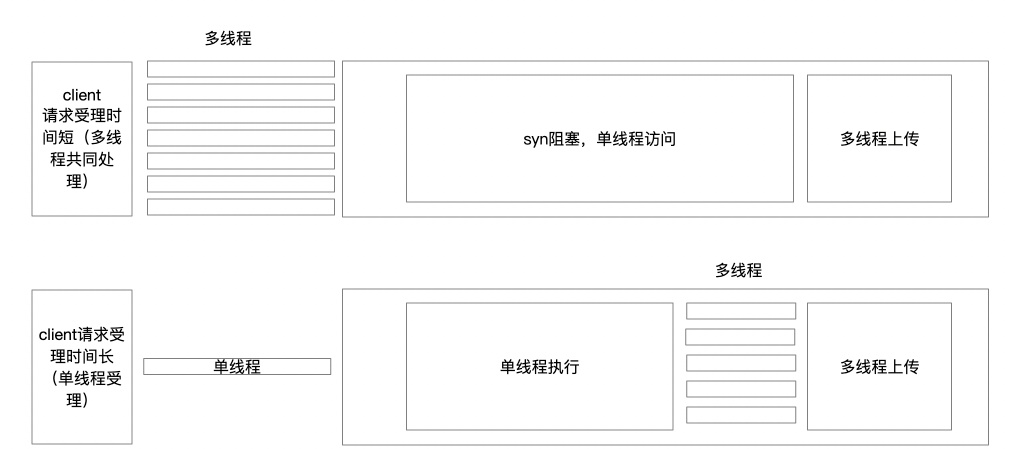 多线程
client
请求受理时
间短（多线
程共同处
理）
syn阻塞，单线程访问
多线程上传
多线程
client请求受
理时间长
（单线程受
理）
单线程
单线程执行
多线程上传